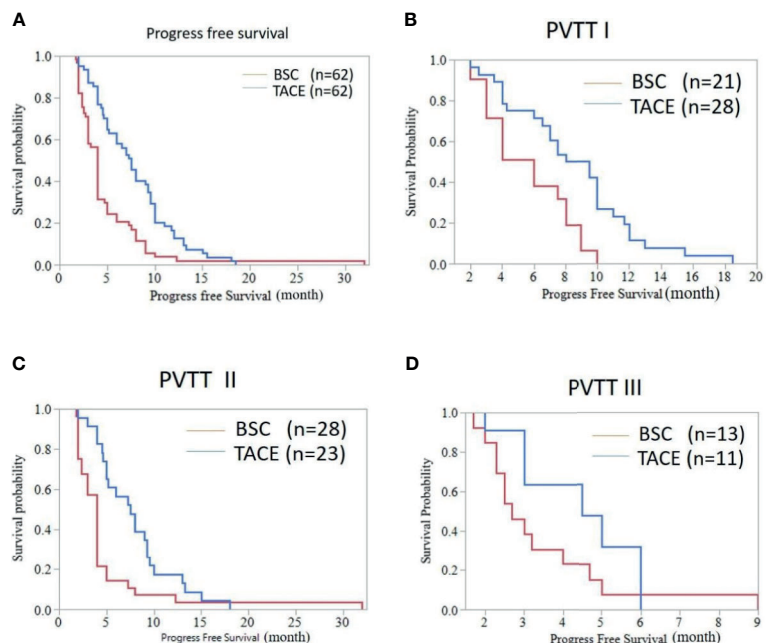 A
Progress free survival
BSC (n=62)
TACE (n=62)
Survival probability
1.0
0.8
0.6
0.4
0.2
0.0
0 5 10 15 20 25 30
Progress free Survival (month)
B
PVTT I
BSC (n=21)
TACE (n=28)
Survival Probability
1.0
0.8
0.6
0.4
0.2
0.0
2 4 6 8 10 12 14 16 18 20
Progress Free Survival (month)
C
PVTT II
BSC (n=28)
TACE (n=23)
Survival Probability
1.0
0.8
0.6
0.4
0.2
0.0
0 5 10 15 20 25 30
Progress Free Survival (month)
D
PVTT III
BSC (n=13)
TACE (n=11)
Survival Probability
1.0
0.8
0.6
0.4
0.2
0.0
2 3 4 5 6 7 8 9
Progress Free Survival (month)